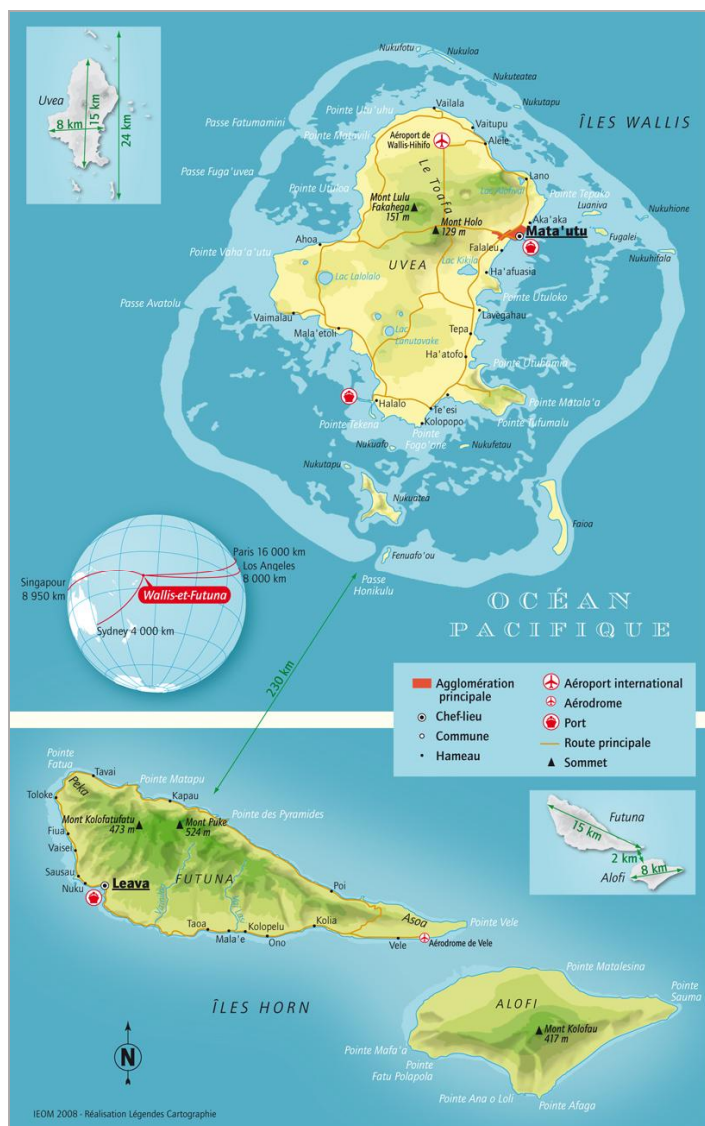 Uvea
8 km
15 km
24 km
Nukufotu
Nukuloa
Nukuteatea
Nukutapu
ÎLES WALLIS
Passe Fatumamini
Pointe Utu'uhu
Vailala
Vaitupu
Pointe Matavili
Aéroport de
Wallis-Hihifo
Alele
Passe Fuga'uvea
Pointe Utuloa
Le Toafa
Lano
Pointe Tepako
Mont Lulu
Fakahega
151 m
Luaniva
Nukuhione
Mont Holo
129 m
Aka'aka
Mata'utu
Fugalei
Nukuhifala
Pointe Vaha'a'utu
Ahoa
Falaleu
UVEA
Lac Kikila
Ha'afuasia
Lac Lalolalo
Pointe Utuloko
Passe Avatolu
Vaimalau
Mala'etoli
Lac
Lanutavake
Lavègahau
Tepa
Ha'atofo
Pointe Utuhamia
Halalo
Te'esi
Kolopopo
Pointe Matala'a
Pointe Tufumalu
Pointe Tekena
Pointe
Foga'one
Nukuafo
Nukufetau
Nukutapu
Nukuatea
Faioa
Fenuafo'ou
Passe
Honikulu
Paris 16 000 km
Los Angeles
8 000 km
Singapour
8 950 km
Wallis-et-Futuna
Sydney 4 000 km
OCÉAN
PACIFIQUE
230 km
Agglomération
principale
Chef-lieu
Commune
Hameau
Aéroport international
Aérodrome
Port
Route principale
Sommet
Pointe
Fatua
Tavai
Peka
Pointe Matapu
Toloke
Kapau
Pointe des Pyramides
Mont Kolofatufatu
473 m
Mont Puke
524 m
Fiua
Vaisei
Sausau
Nuku
Leava
FUTUNA
Poi
Asoa
Pointe Vele
Taoa
Mala'e
Kolopelu
Ono
Kolia
Vele
Aérodrome de Vele
Futuna
15 km
2 km
Alofi
8 km
ÎLES HORN
Pointe Matalesina
Pointe
Sauma
ALOFI
Mont Kolofau
417 m
Pointe Mafa'a
Pointe
Fatu Polapola
Pointe Ana o Loli
Pointe Afaga
N
IEOM 2008 - Réalisation Légendes Cartographie